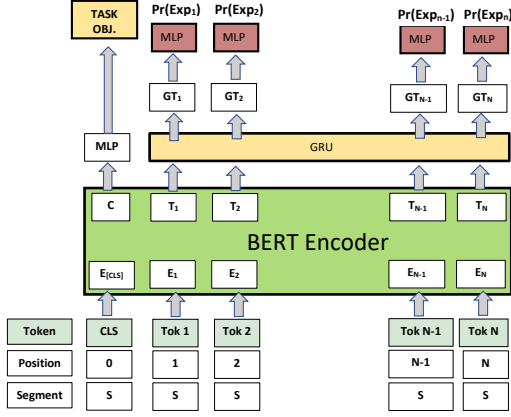 TASK OBJ. Pr(Exp₁) Pr(Exp₂) Pr(Expₙ₋₁) Pr(Expₙ)
MLP MLP MLP MLP
GT₁ GT₂ GTN-1 GTN
MLP GRU
C T₁ T₂ TN-1 TN
BERT Encoder
E[CLS] E₁ E₂ EN-1 EN
Token CLS Tok 1 Tok 2 Tok N-1 Tok N
Position 0 1 2 N-1 N
Segment S S S S S